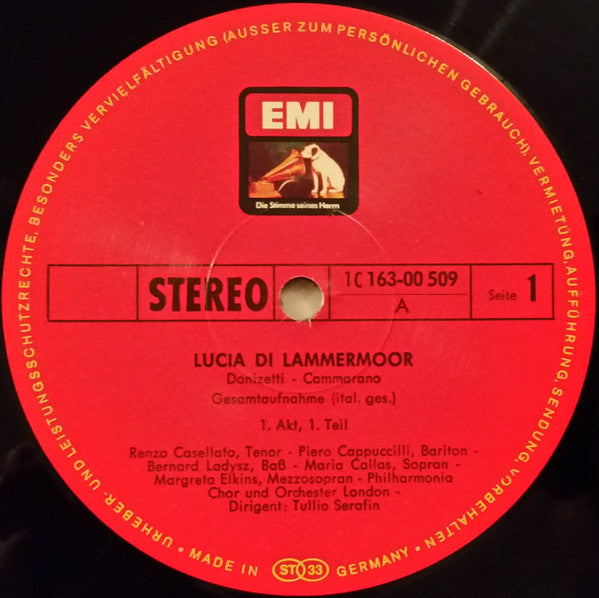 URHEBER- UND LEISTUNGSSCHUTZRECHTE, BESONDERS VERVIELFÄLTIGUNG (AUSSER ZUM PERSÖNLICHEN GEBRAUCH), VERMIETUNG, AUFFÜHRUNG, SENDUNG, VORBEHALTEN •
EMI
Die Stimme seines Herrn
STEREO
1C 163-00 509
A
Seite 1
LUCIA DI LAMMERMOOR
Donizetti - Cammarano
Gesamtaufnahme (ital. ges.)
1. Akt, 1. Teil
Renzo Casellato, Tenor - Piero Cappuccilli, Bariton -
Bernard Ladysz, Baß - Maria Callas, Sopran -
Margreta Elkins, Mezzosopran - Philharmonia
Chor und Orchester London -
Dirigent: Tullio Serafin
• MADE IN ST 33 GERMANY •